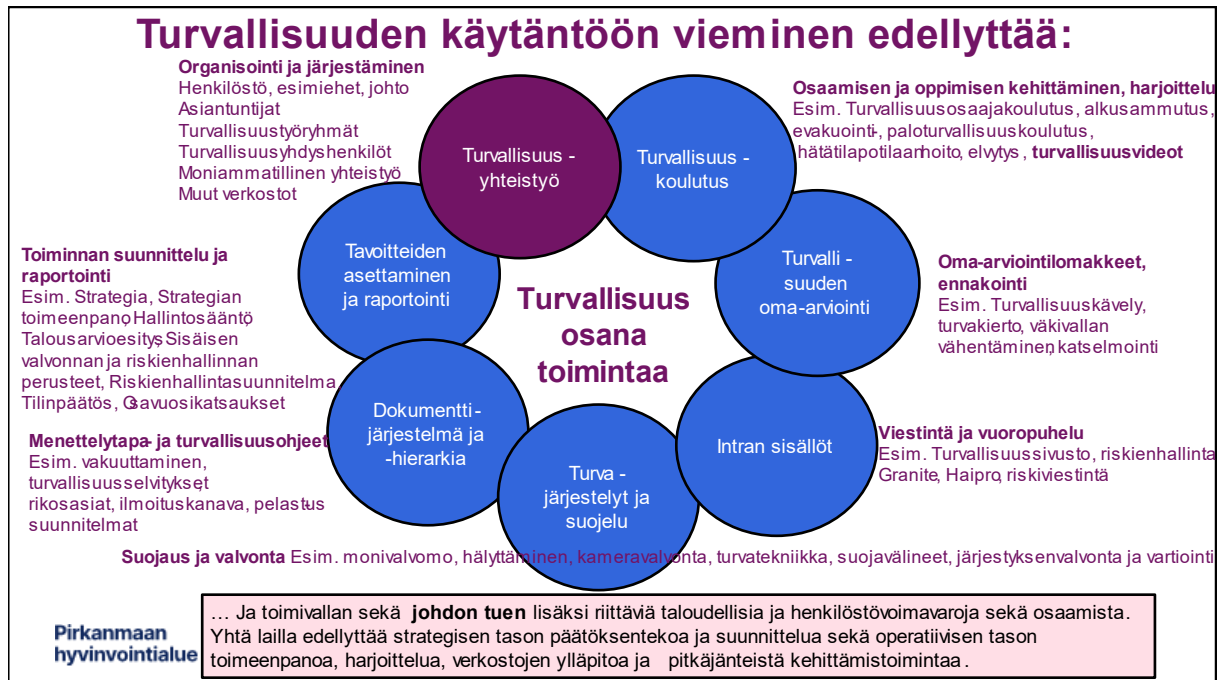 Turvallisuuden käytäntöön vieminen edellyttää:
Organisointi ja järjestäminen
Henkilöstö, esimiehet, johto
Asiantuntijat
Turvallisuustyöryhmät
Turvallisuusyhdyshenkilöt
Moniammatillinen yhteistyö
Muut verkostot
Turvallisuus -
yhteistyö
Turvallisuus -
koulutus
Osaamisen ja oppimisen kehittäminen, harjoittelu
Esim. Turvallisuusosaajakoulutus, alkusammutus,
evakuointi-, paloturvallisuuskoulutus,
hätätilapotilaanhoito, elvytys, turvallisuusvideot
Toiminnan suunnittelu ja
raportointi
Esim. Strategia, Strategian
toimeenpano, Hallintosääntö,
Talousarvioesitys, Sisäisen
valvonnan ja riskienhallinnan
perusteet, Riskienhallintasuunnitelma
Tilinpäätös, Osavuosikatsaukset
Tavoitteiden
asettaminen
ja raportointi
Turvallisuus
osana
toimintaa
Turvalli -
suuden
oma-arviointi
Oma-arviointilomakkeet,
ennakointi
Esim. Turvallisuuskävely,
turvakierto, väkivallan
vähentäminen, katselmointi
Menettelytapa- ja turvallisuusohjeet
Esim. vakuuttaminen,
turvallisuusselvitykset,
rikosasiat, ilmoituskanava, pelastus-
suunnitelmat
Dokumentti-
järjestelmä ja
-hierarkia
Turva -
järjestelyt ja
suojelu
Intran sisällöt
Viestintä ja vuoropuhelu
Esim. Turvallisuussivusto, riskienhallinta
Granite, Haipro, riskiviestintä
Suojaus ja valvonta Esim. monivalvomo, hälyttäminen, kameravalvonta, turvatekniikka, suojavälineet, järjestyksenvalvonta ja vartiointi
... Ja toimivallan sekä johdon tuen lisäksi riittäviä taloudellisia ja henkilöstövoimavaroja sekä osaamista.
Yhtä lailla edellyttää strategisen tason päätöksentekoa ja suunnittelua sekä operatiivisen tason
toimeenpanoa, harjoittelua, verkostojen ylläpitoa ja pitkäjänteistä kehittämistoimintaa.
Pirkanmaan
hyvinvointialue